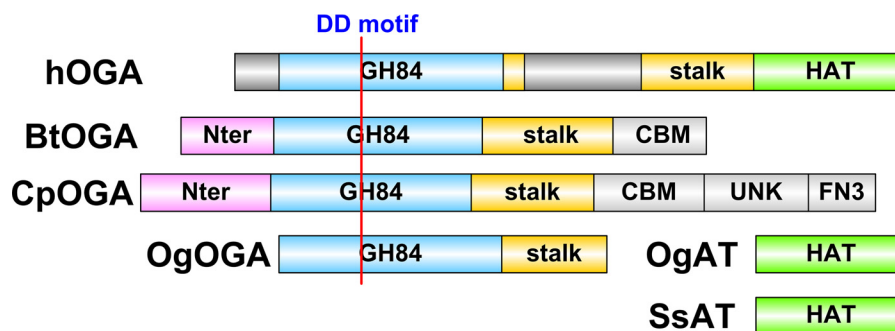 DD motif
hOGA GH84 stalk HAT
BtOGA Nter GH84 stalk CBM
CpOGA Nter GH84 stalk CBM UNK FN3
OgOGA GH84 stalk OgAT HAT
SsAT HAT